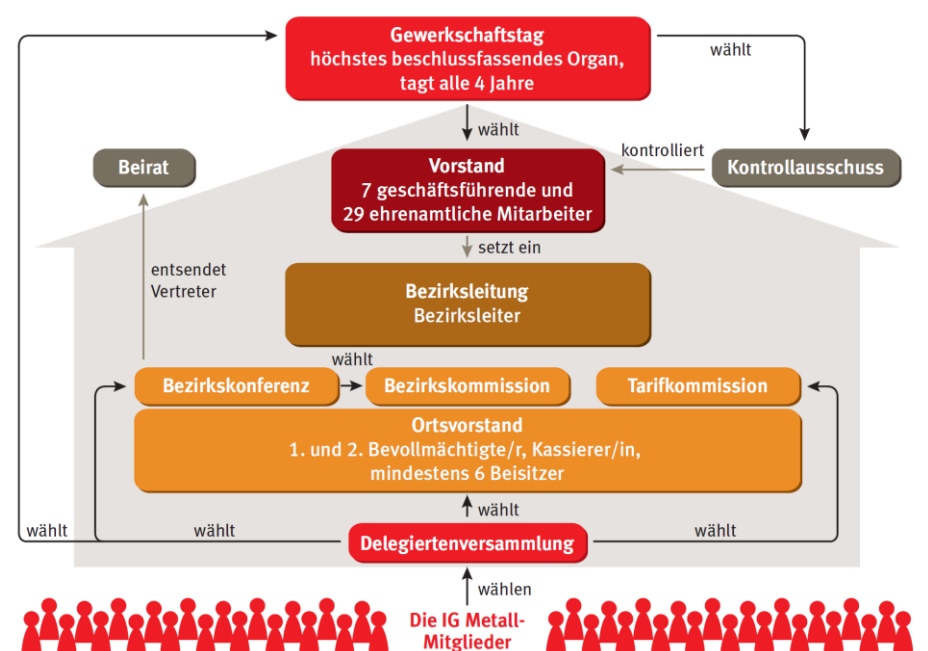 Gewerkschaftstag
höchstes beschlussfassendes Organ,
tagt alle 4 Jahre
wählt
wählt
kontrolliert
Beirat
Vorstand
7 geschäftsführende und
29 ehrenamtliche Mitarbeiter
Kontrollausschuss
setzt ein
entsendet
Vertreter
Bezirksleitung
Bezirksleiter
wählt
Bezirkskonferenz
Bezirkskommission
Tarifkommission
Ortsvorstand
1. und 2. Bevollmächtigte/r, Kassierer/in,
mindestens 6 Beisitzer
wählt
wählt
wählt
wählt
Delegiertenversammlung
wählen
Die IG Metall-
Mitglieder